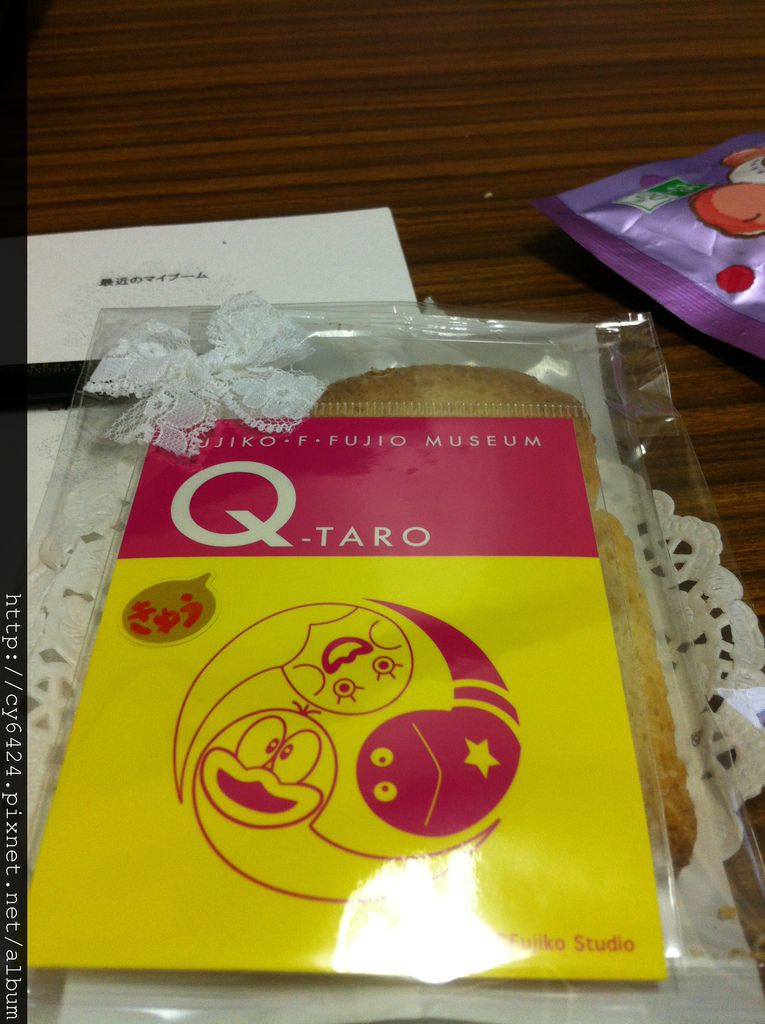 最近のマイブーム
FUJIKO・F・FUJIO MUSEUM
Q-TARO
きゅう
©Fujiko Studio
http://cy6424.pixnet.net/album